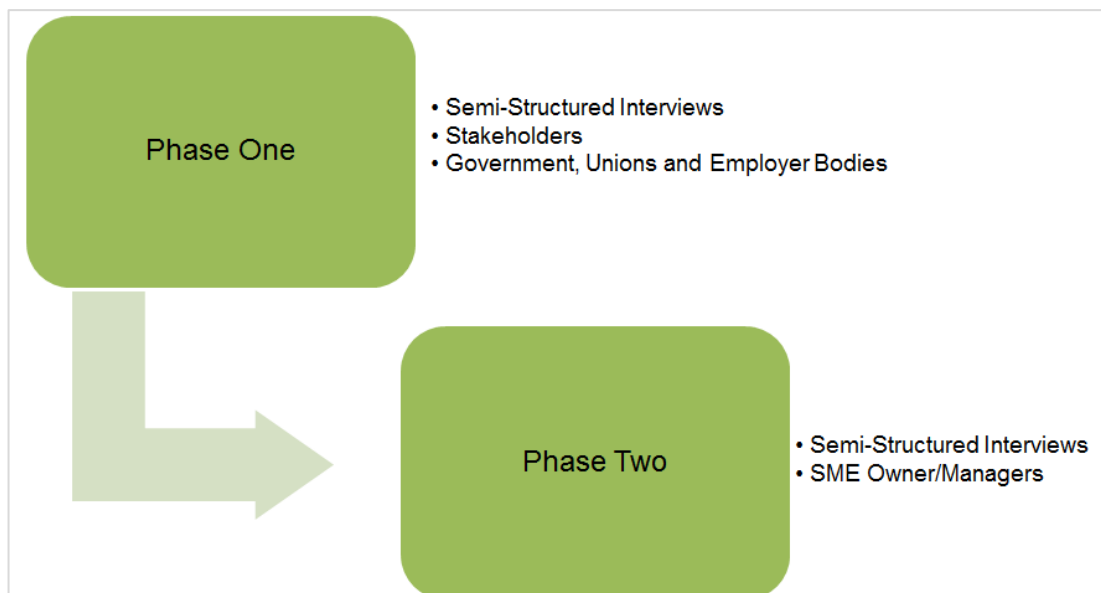 Phase One
• Semi-Structured Interviews
• Stakeholders
• Government, Unions and Employer Bodies
Phase Two
• Semi-Structured Interviews
• SME Owner/Managers